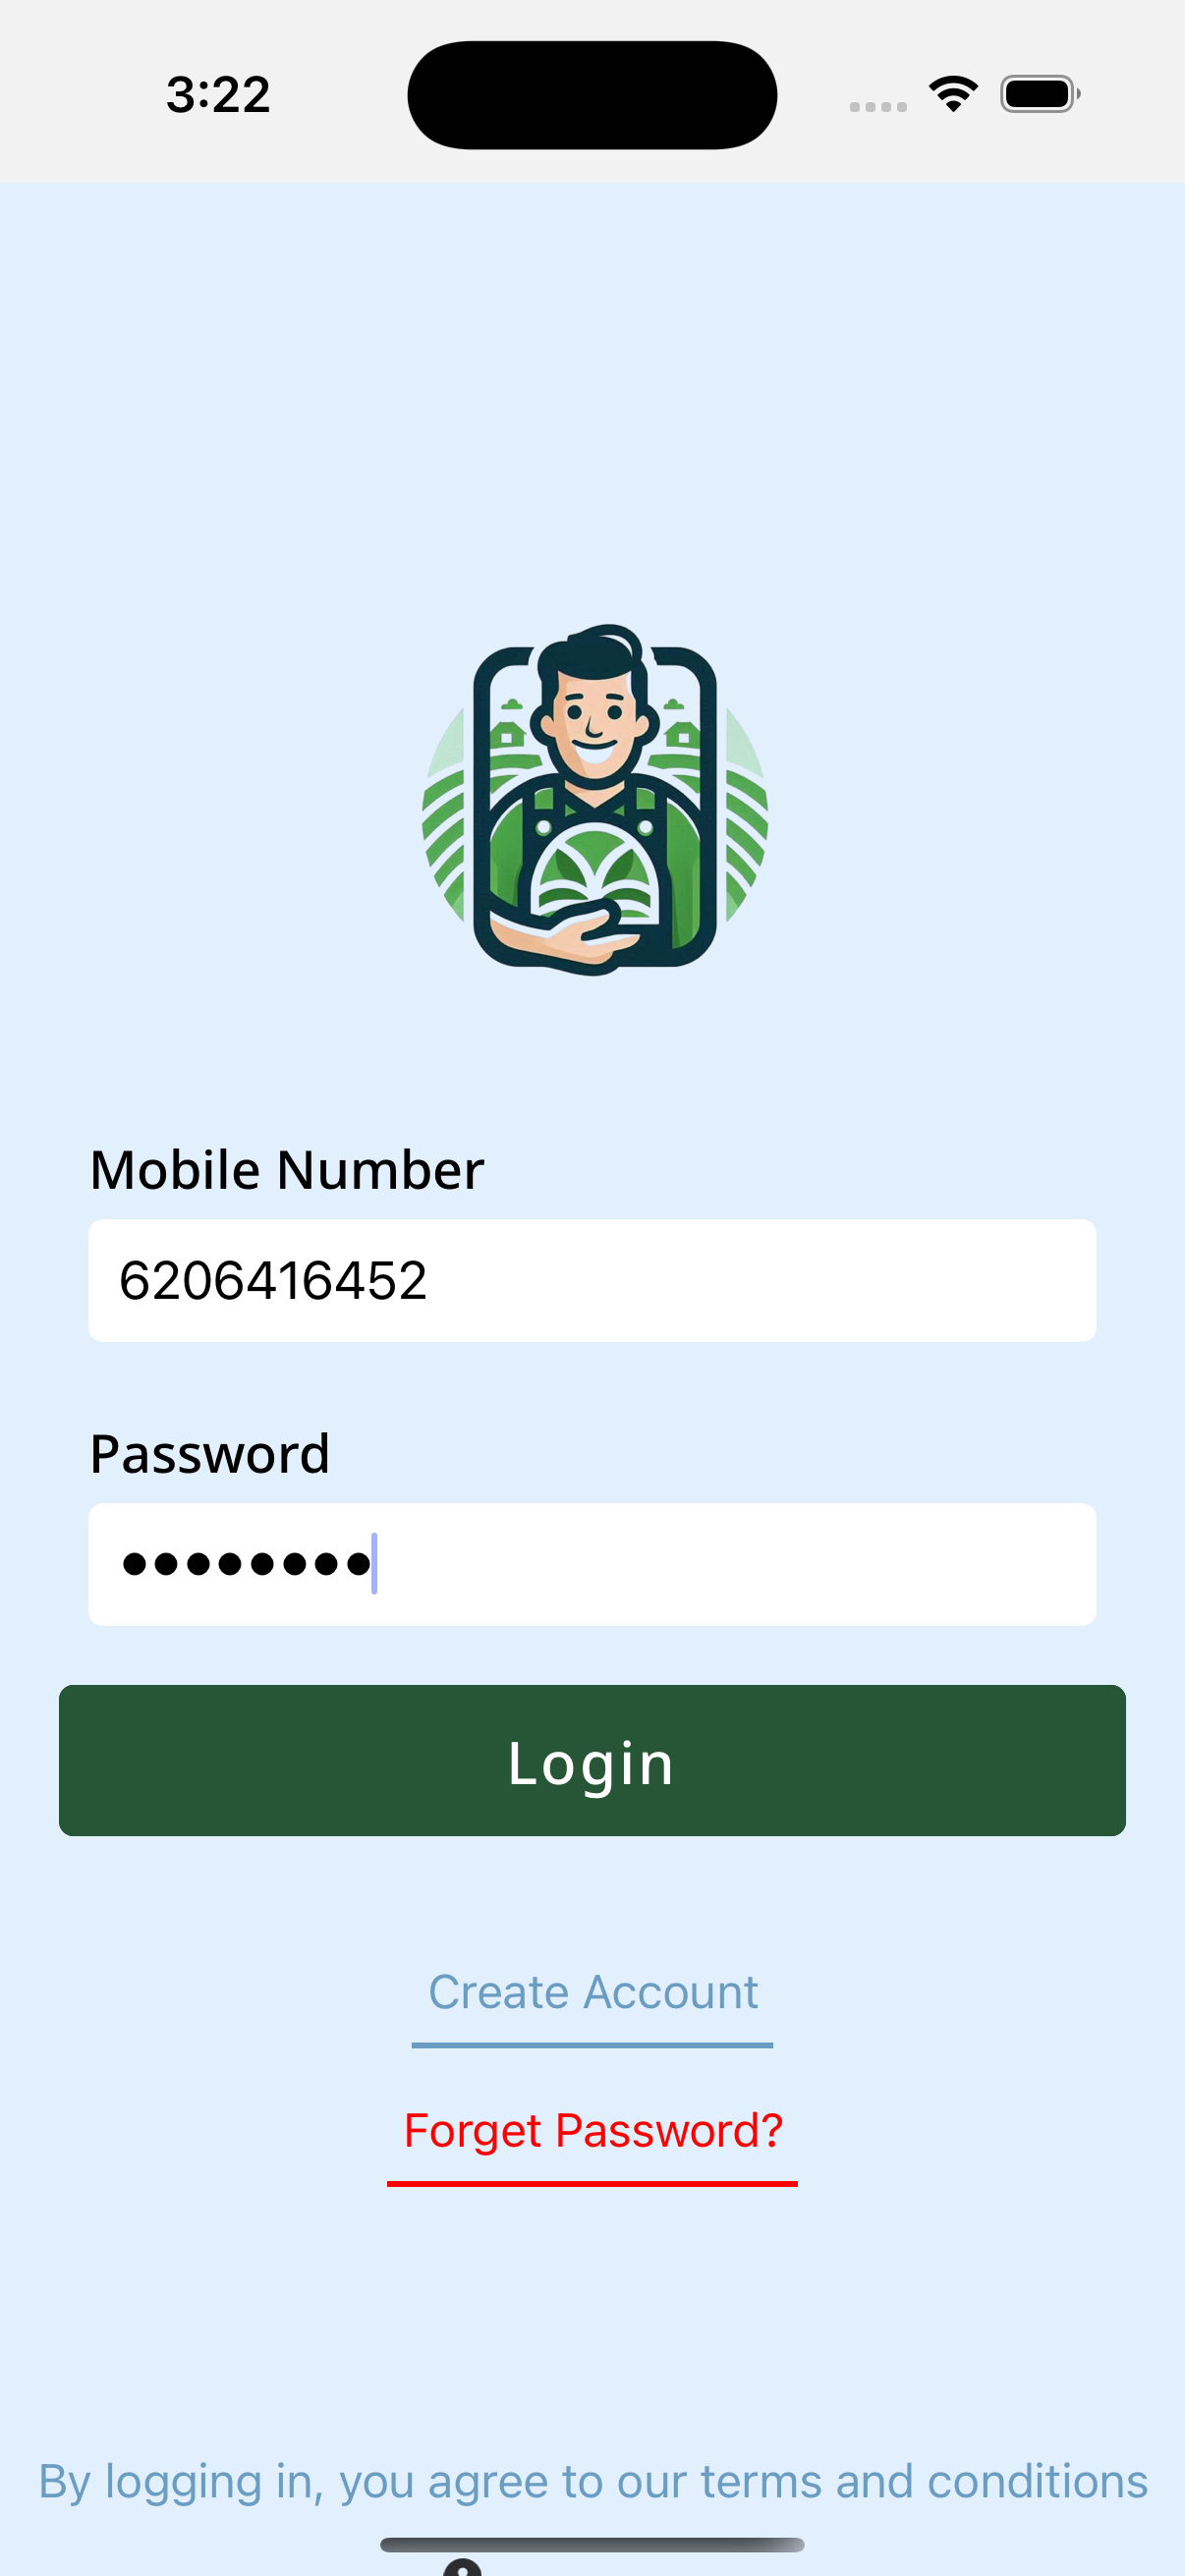 3:22
Mobile Number
6206416452
Password
••••••••
Login
Create Account
Forget Password?
By logging in, you agree to our terms and conditions